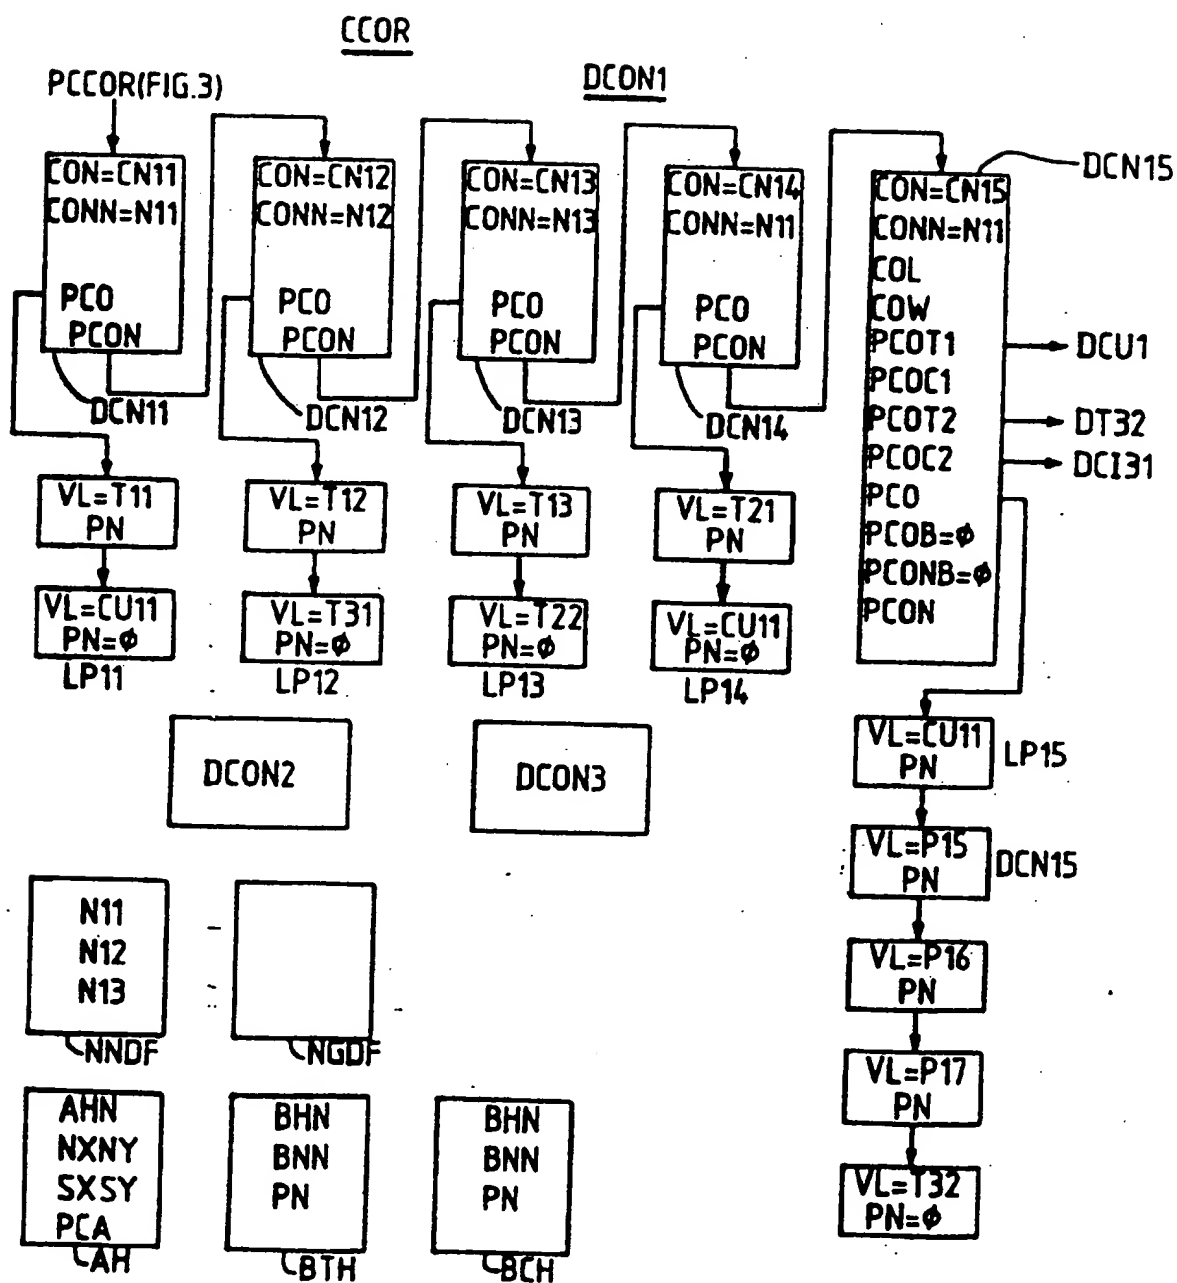 CCOR
PCCOR(FIG.3)
DCON1
CON=CN11
CONN=N11
PCO
PCON
DCN11
CON=CN12
CONN=N12
PCO
PCON
DCN12
CON=CN13
CONN=N13
PCO
PCON
DCN13
CON=CN14
CONN=N11
PCO
PCON
DCN14
CON=CN15
CONN=N11
COL
COW
PCOT1
PCOC1
PCOT2
PCOC2
PCO
PCOB=ø
PCONB=ø
PCON
DCN15
DCU1
DT32
DCI31
VL=T11
PN
VL=CU11
PN=ø
LP11
VL=T12
PN
VL=T31
PN=ø
LP12
VL=T13
PN
VL=T22
PN=ø
LP13
VL=T21
PN
VL=CU11
PN=ø
LP14
VL=CU11
PN
LP15
VL=P15
PN
DCN15
VL=P16
PN
VL=P17
PN
VL=T32
PN=ø
DCON2
DCON3
N11
N12
N13
NNDF
NGDF
AHN
NXNY
SXSY
PCA
AH
BHN
BNN
PN
BTH
BHN
BNN
PN
BCH